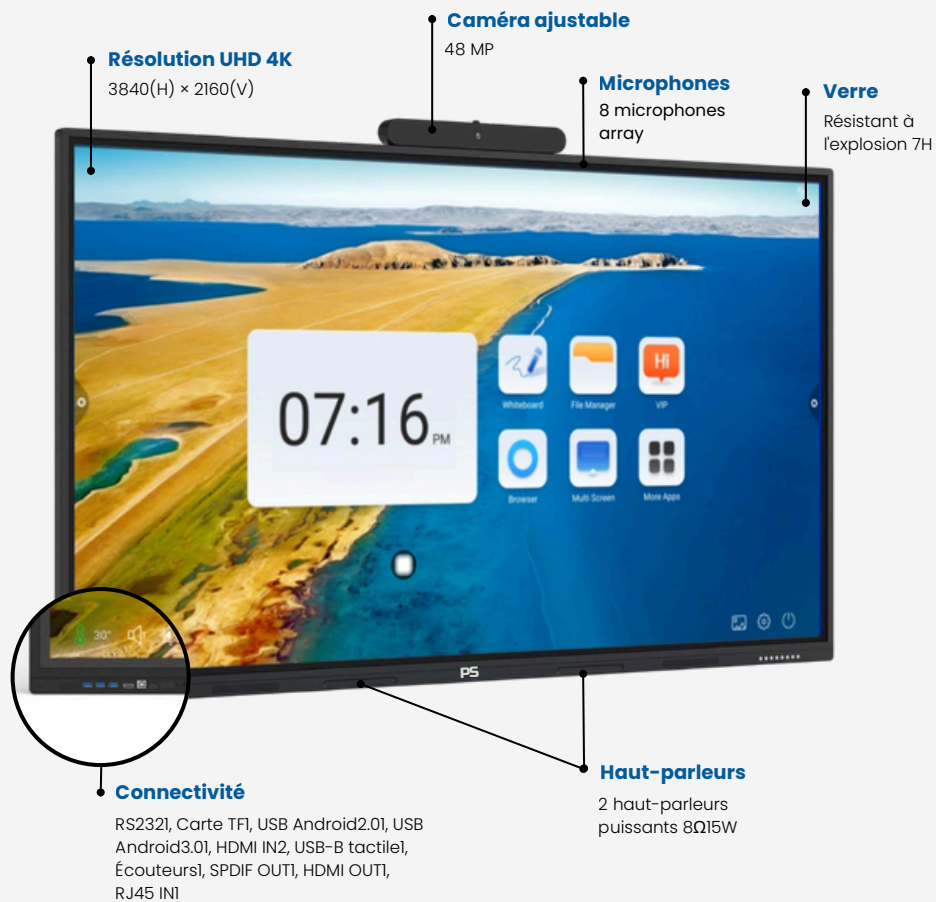 Caméra ajustable
48 MP
Résolution UHD 4K
3840(H) × 2160(V)
Microphones
8 microphones
array
Verre
Résistant à
l'explosion 7H
07:16 PM
Whiteboard
File Manager
Hi
VIP
Browser
Multi Screen
More Apps
30°
PS
Connectivité
RS2321, Carte TF1, USB Android2.01, USB
Android3.01, HDMI IN2, USB-B tactile1,
Écouteurs1, SPDIF OUT1, HDMI OUT1,
RJ45 IN1
Haut-parleurs
2 haut-parleurs
puissants 8Ω15W